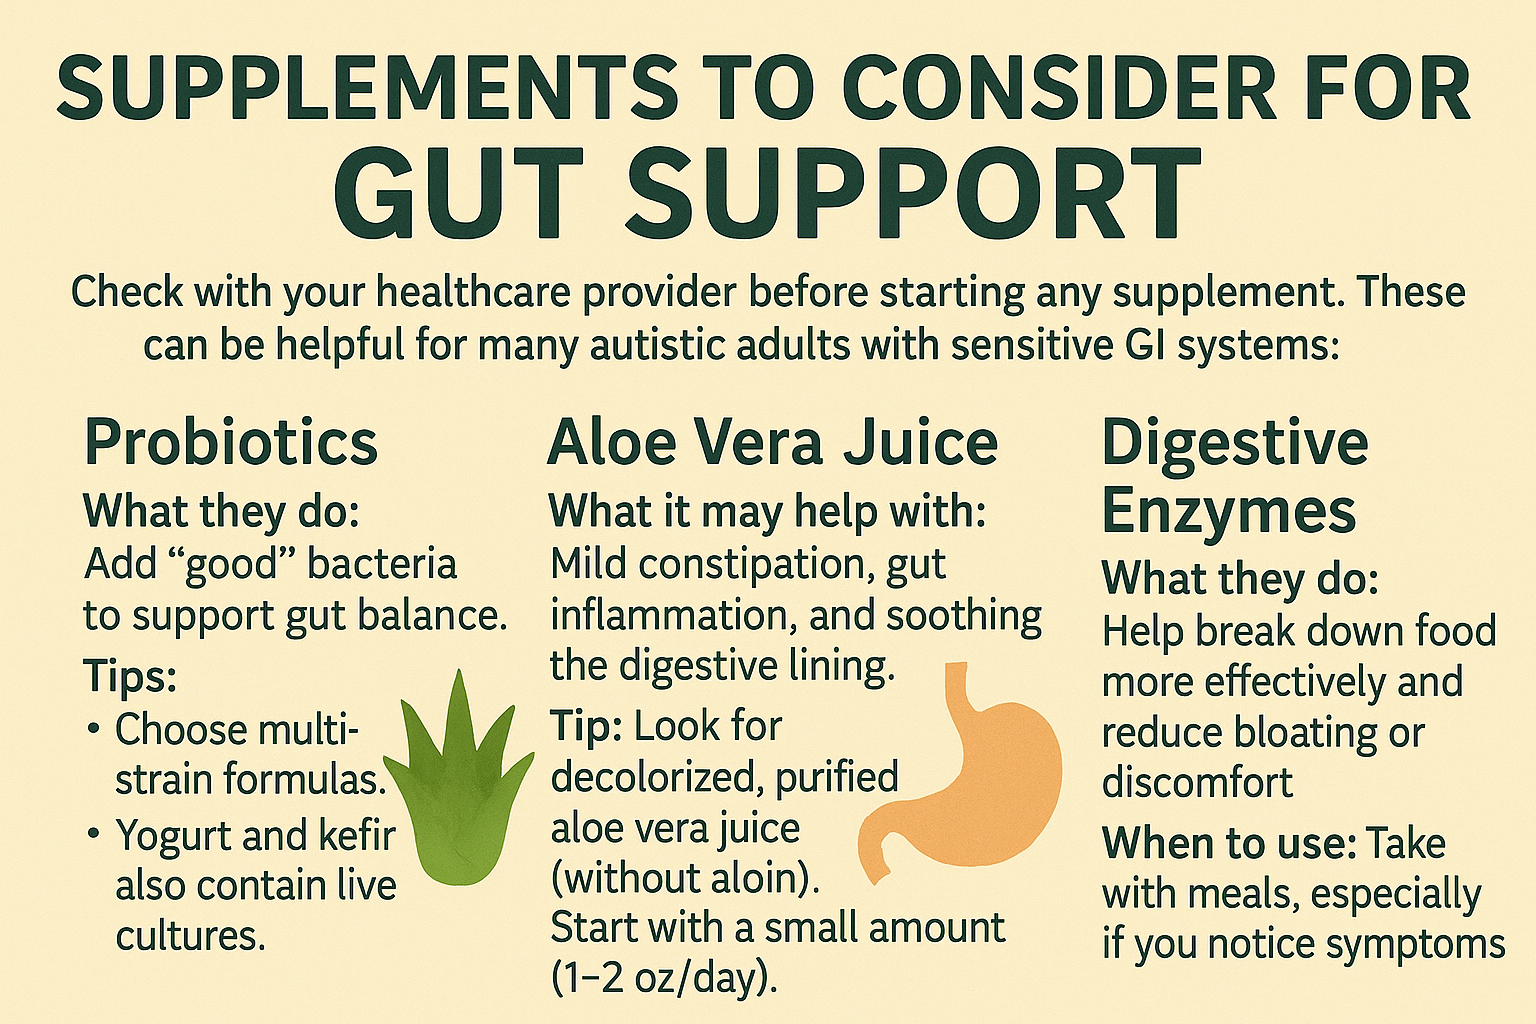 SUPPLEMENTS TO CONSIDER FOR
GUT SUPPORT
Check with your healthcare provider before starting any supplement. These
can be helpful for many autistic adults with sensitive GI systems:
Probiotics
What they do:
Add “good” bacteria
to support gut balance.
Tips:
• Choose multi-
strain formulas.
• Yogurt and kefir
also contain live
cultures.
Aloe Vera Juice
What it may help with:
Mild constipation, gut
inflammation, and soothing
the digestive lining.
Tip: Look for
decolorized, purified
aloe vera juice
(without aloin).
Start with a small amount
(1–2 oz/day).
Digestive
Enzymes
What they do:
Help break down food
more effectively and
reduce bloating or
discomfort
When to use: Take
with meals, especially
if you notice symptoms